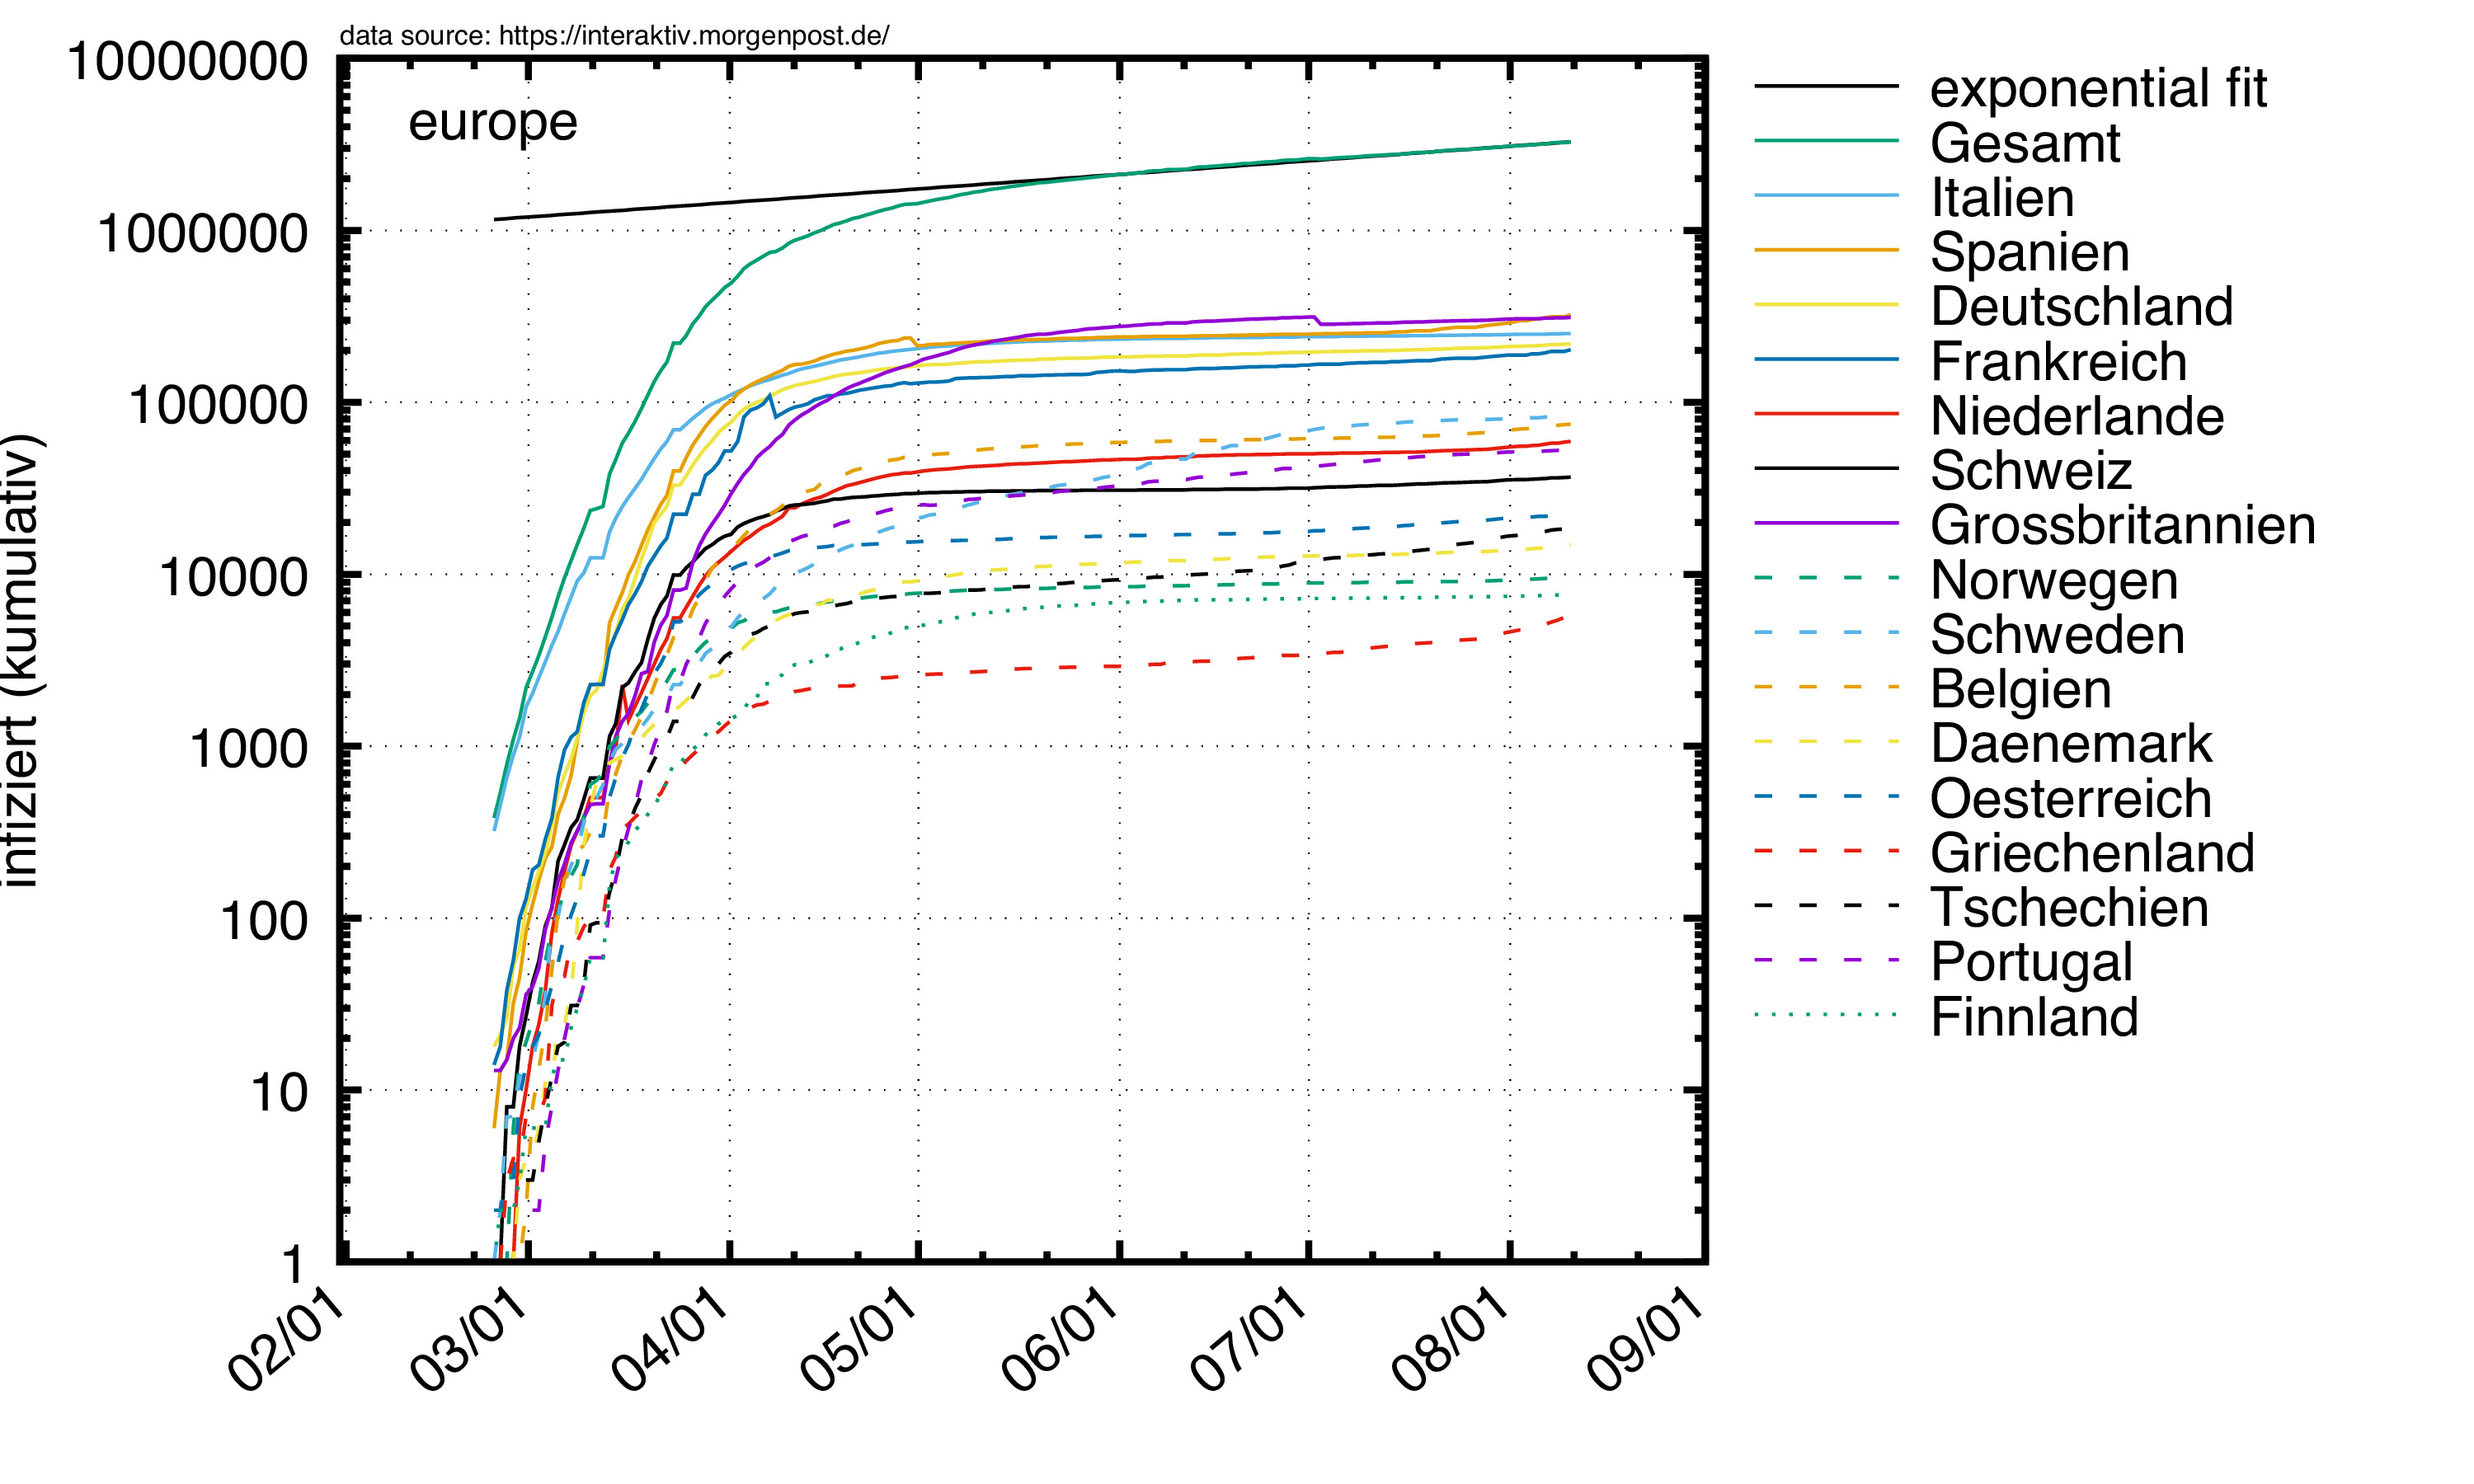 data source: https://interaktiv.morgenpost.de/
europe
10000000
1000000
100000
10000
1000
100
10
1
infiziert (kumulativ)
02/01
03/01
04/01
05/01
06/01
07/01
08/01
09/01
exponential fit
Gesamt
Italien
Spanien
Deutschland
Frankreich
Niederlande
Schweiz
Grossbritannien
Norwegen
Schweden
Belgien
Daenemark
Oesterreich
Griechenland
Tschechien
Portugal
Finnland